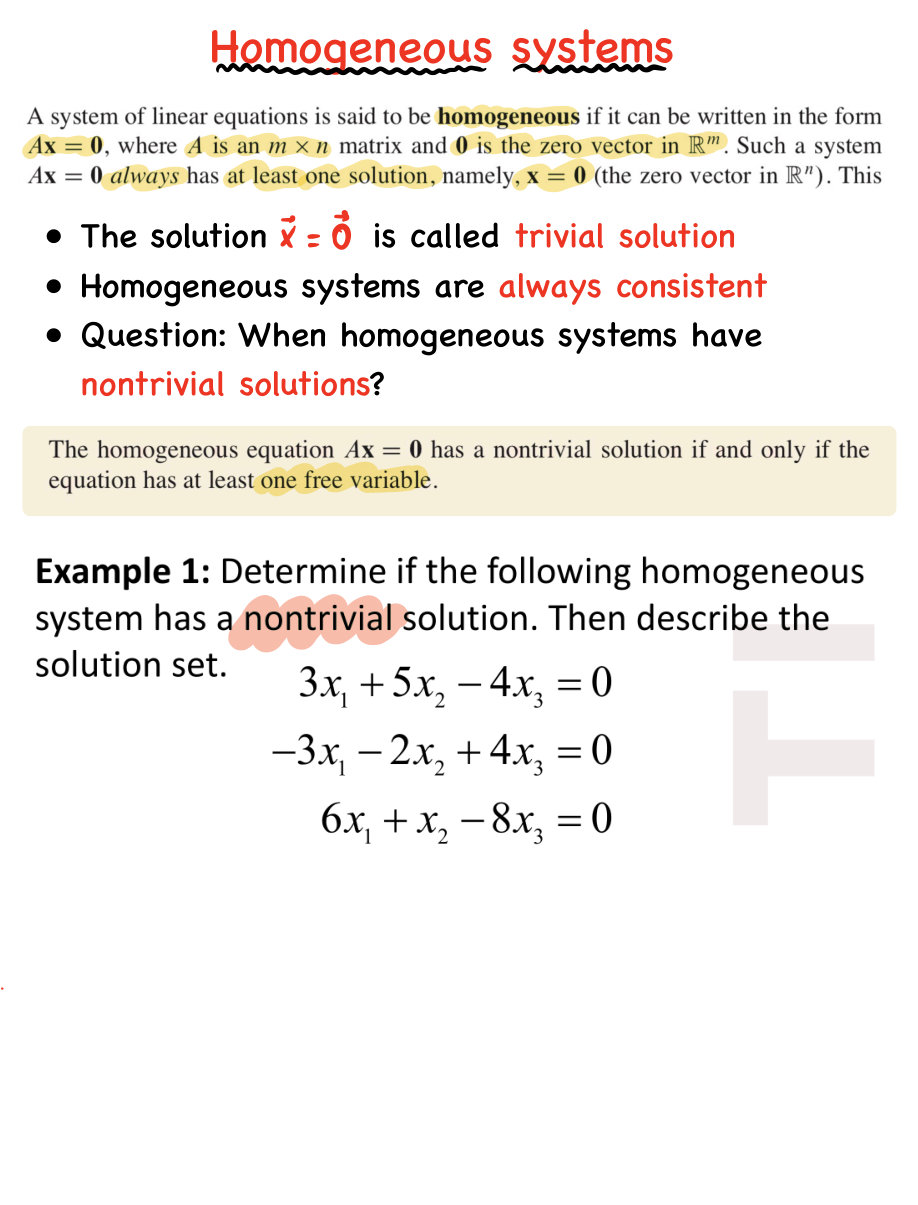 Homogeneous systems
A system of linear equations is said to be homogeneous if it can be written in the form
Ax = 0, where A is an m × n matrix and 0 is the zero vector in ℝᵐ. Such a system
Ax = 0 always has at least one solution, namely, x = 0 (the zero vector in ℝⁿ). This
• The solution x⃗ = 0⃗ is called trivial solution
• Homogeneous systems are always consistent
• Question: When homogeneous systems have
nontrivial solutions?
The homogeneous equation Ax = 0 has a nontrivial solution if and only if the
equation has at least one free variable.
Example 1: Determine if the following homogeneous
system has a nontrivial solution. Then describe the
solution set.
3x₁ + 5x₂ − 4x₃ = 0
−3x₁ − 2x₂ + 4x₃ = 0
6x₁ + x₂ − 8x₃ = 0